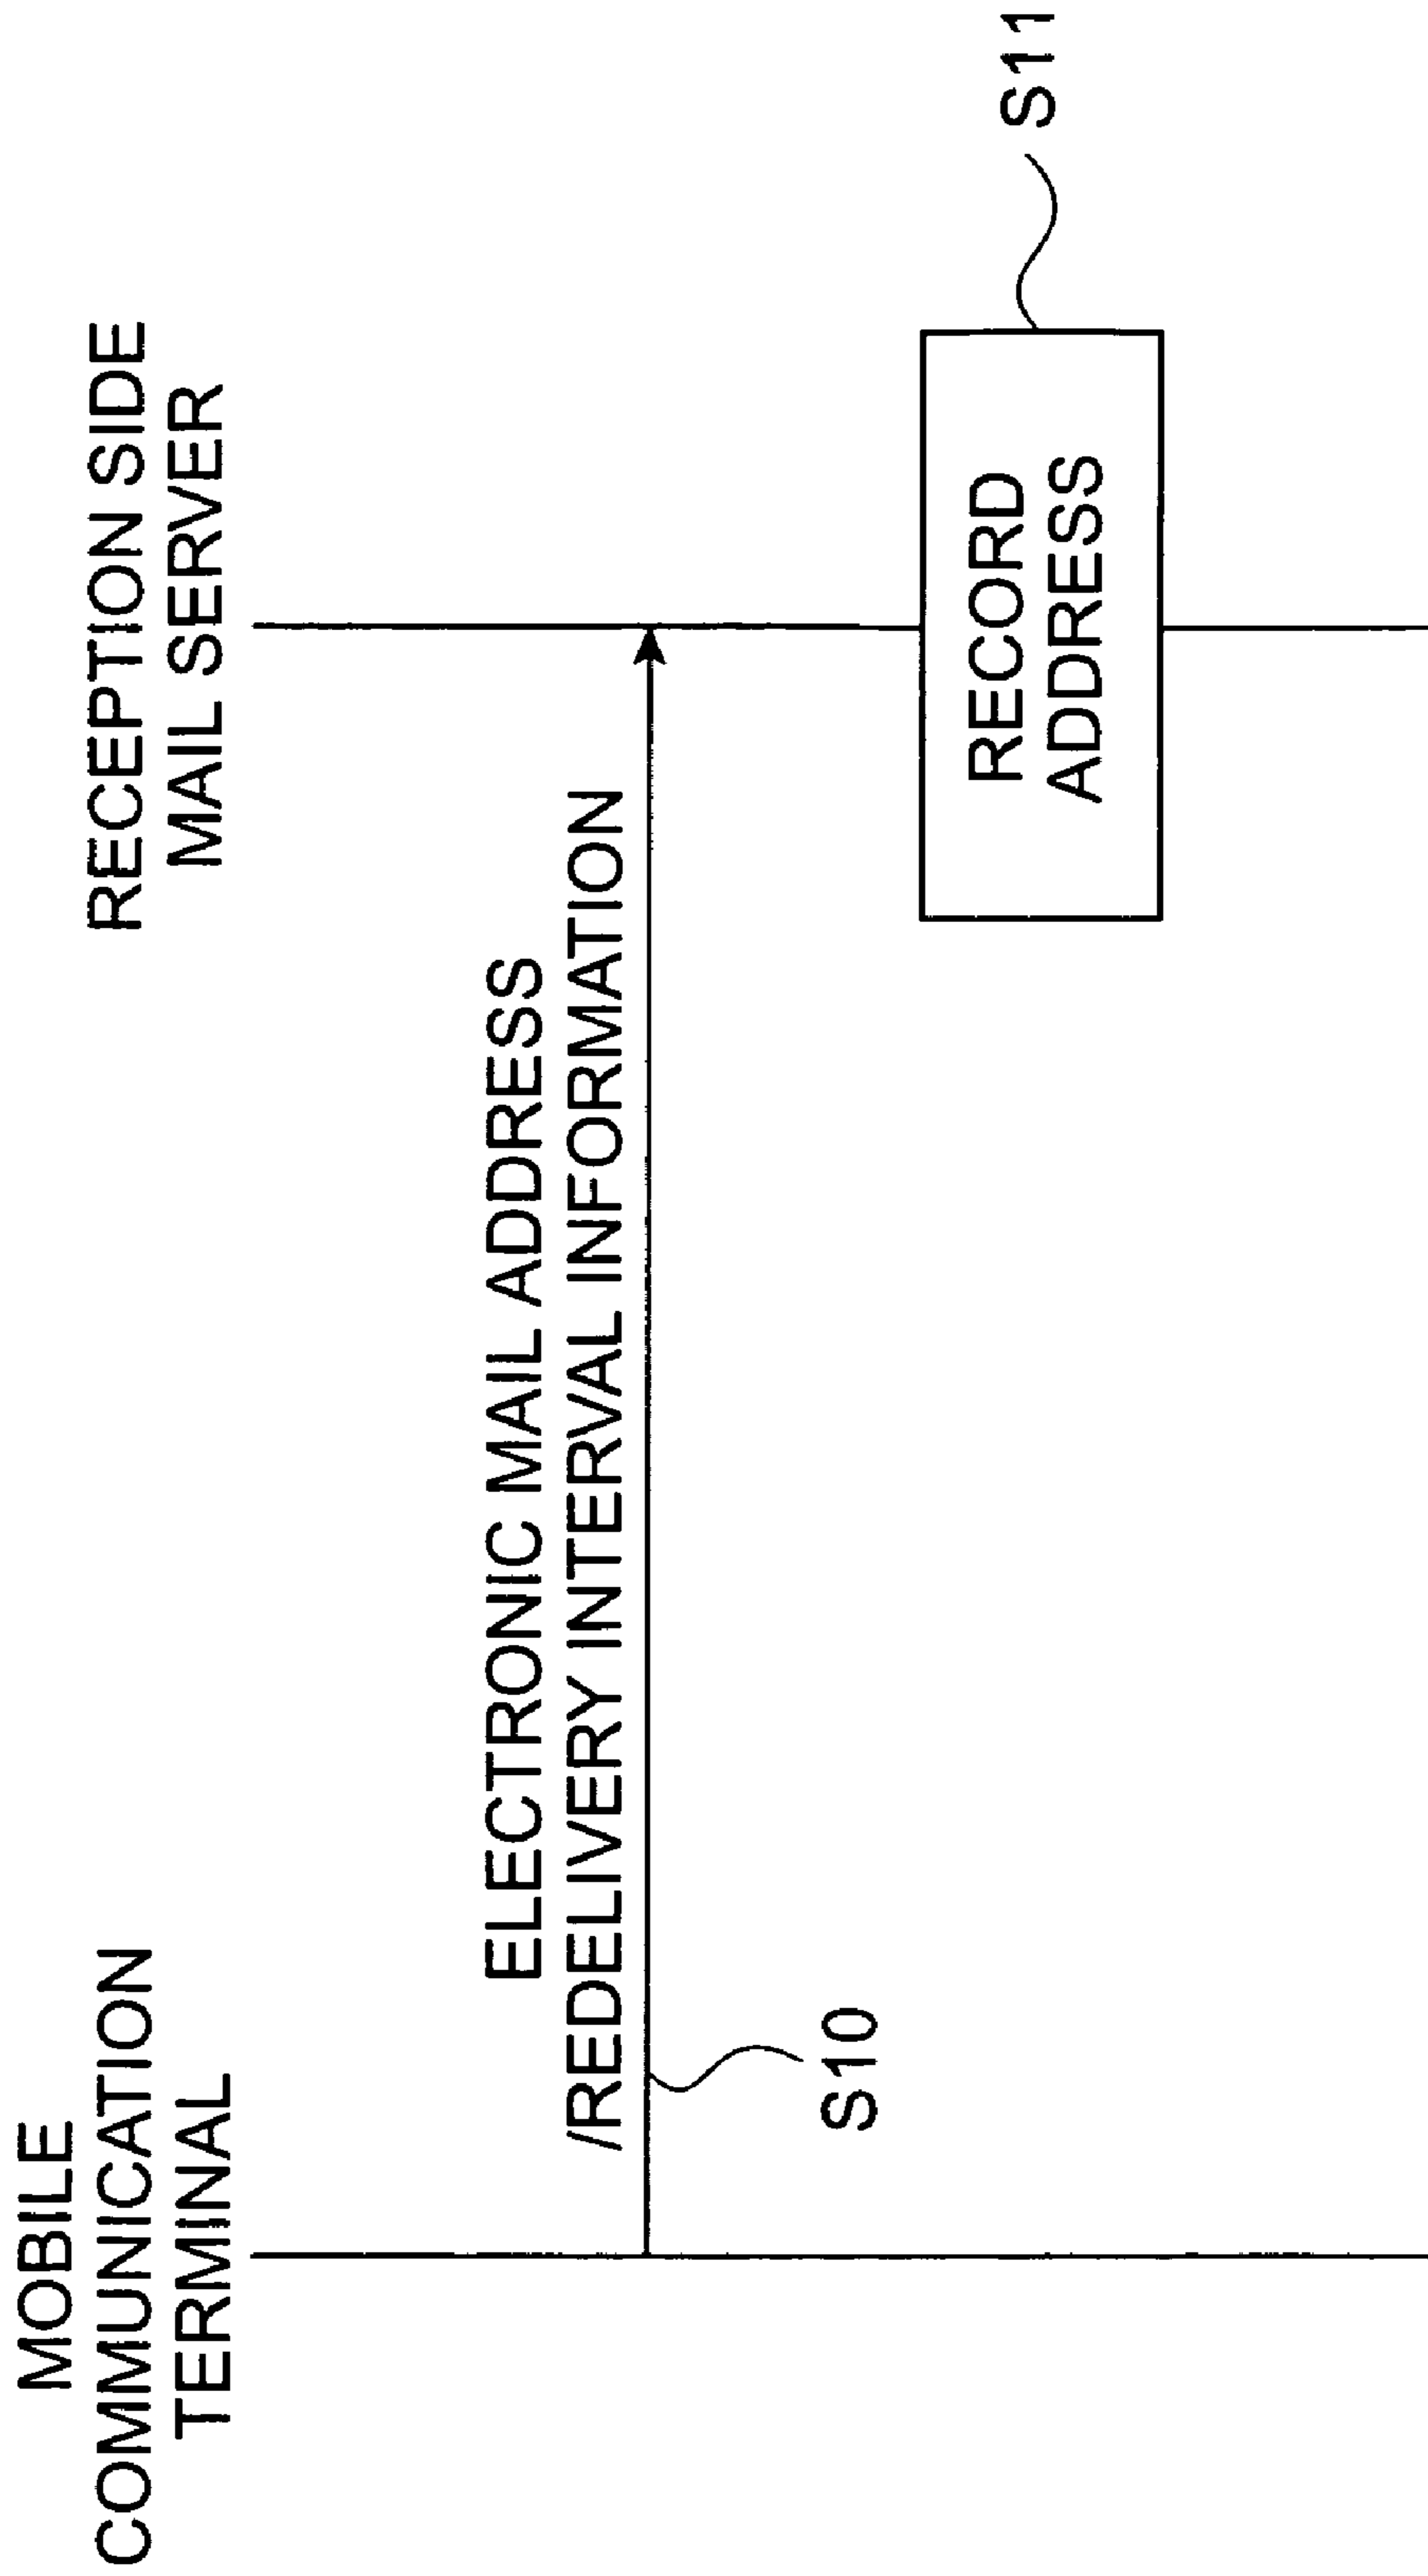 MOBILE
COMMUNICATION
TERMINAL
RECEPTION SIDE
MAIL SERVER
ELECTRONIC MAIL ADDRESS
/REDELIVERY INTERVAL INFORMATION
S10
RECORD
ADDRESS
S11